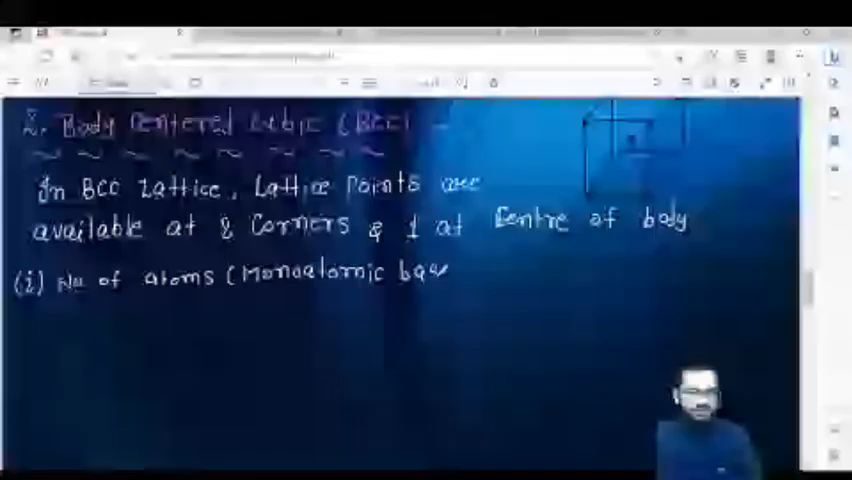 2. Body Centered Cubic (BCC) -
In BCC Lattice, Lattice Points are
available at 8 Corners & 1 at Centre of body
(i) No of atoms (Monoatomic bas